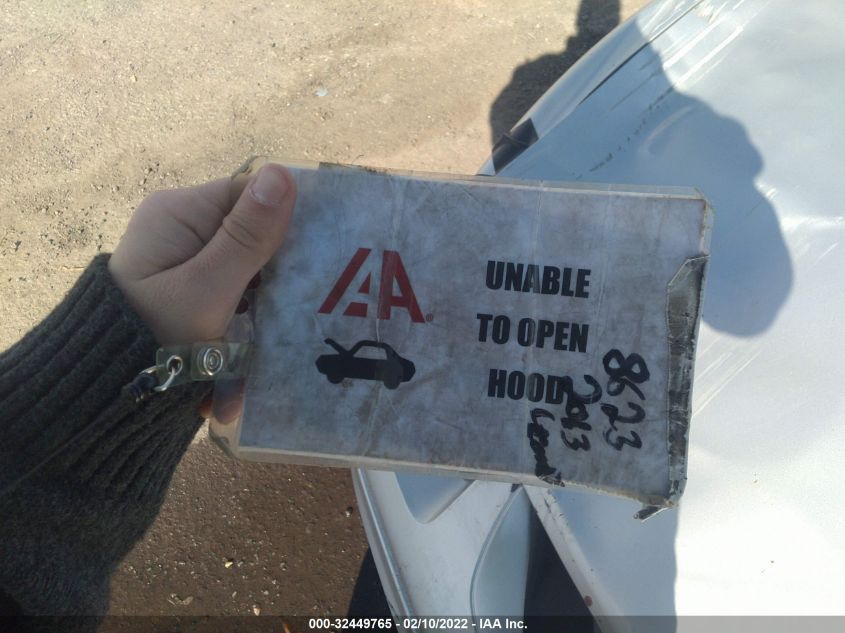 IAA®
UNABLE
TO OPEN
HOOD
8623
2013
000-32449765 - 02/10/2022 - IAA Inc.